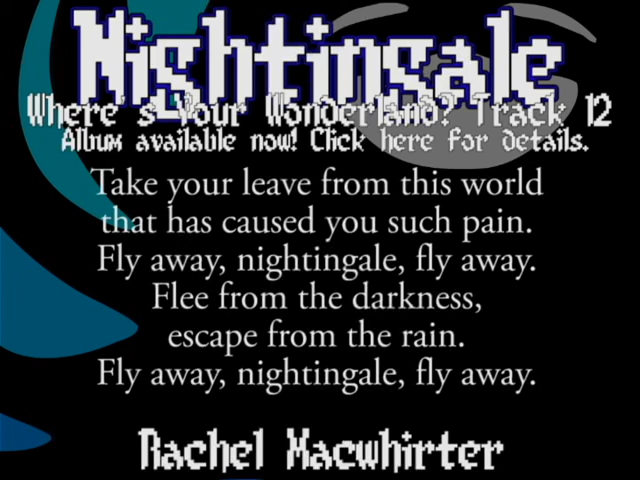 Nightingale
Where's Your Wonderland? Track 12
Album available now! Click here for details.
Take your leave from this world
that has caused you such pain.
Fly away, nightingale, fly away.
Flee from the darkness,
escape from the rain.
Fly away, nightingale, fly away.
Rachel Macwhirter